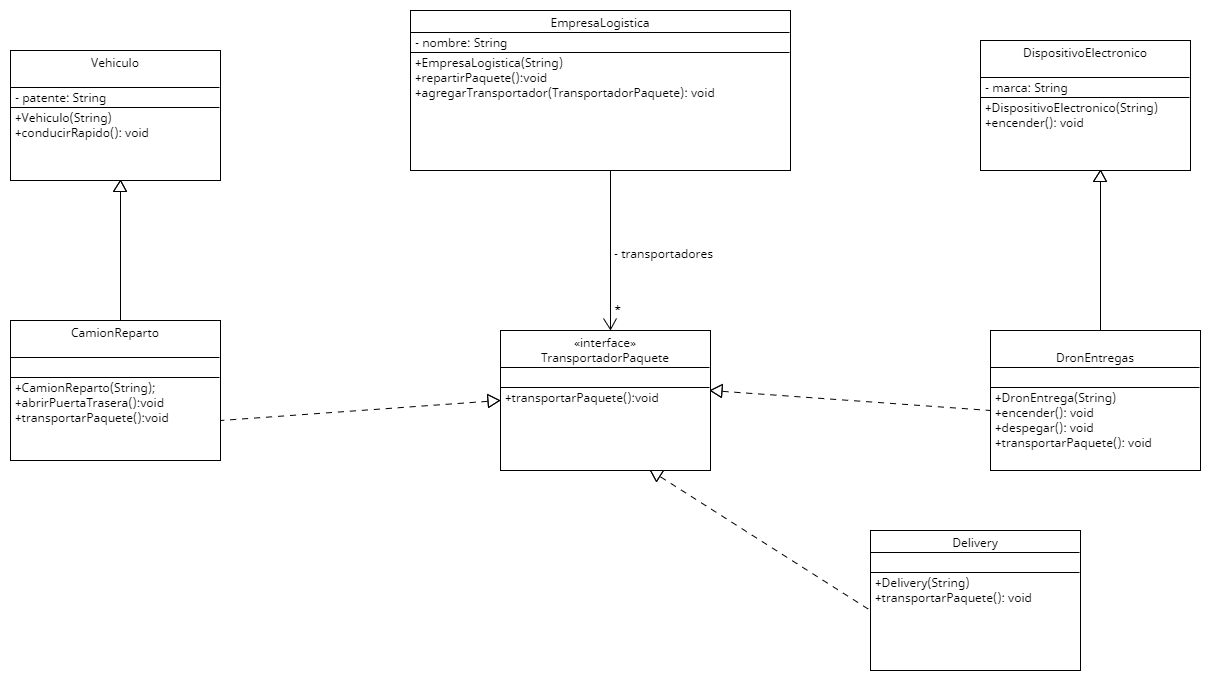 EmpresaLogistica
- nombre: String
+EmpresaLogistica(String)
+repartirPaquete():void
+agregarTransportador(TransportadorPaquete): void
Vehiculo
- patente: String
+Vehiculo(String)
+conducirRapido(): void
DispositivoElectronico
- marca: String
+DispositivoElectronico(String)
+encender(): void
- transportadores
*
CamionReparto
+CamionReparto(String);
+abrirPuertaTrasera():void
+transportarPaquete():void
«interface»
TransportadorPaquete
+transportarPaquete():void
DronEntregas
+DronEntrega(String)
+encender(): void
+despegar(): void
+transportarPaquete(): void
Delivery
+Delivery(String)
+transportarPaquete(): void